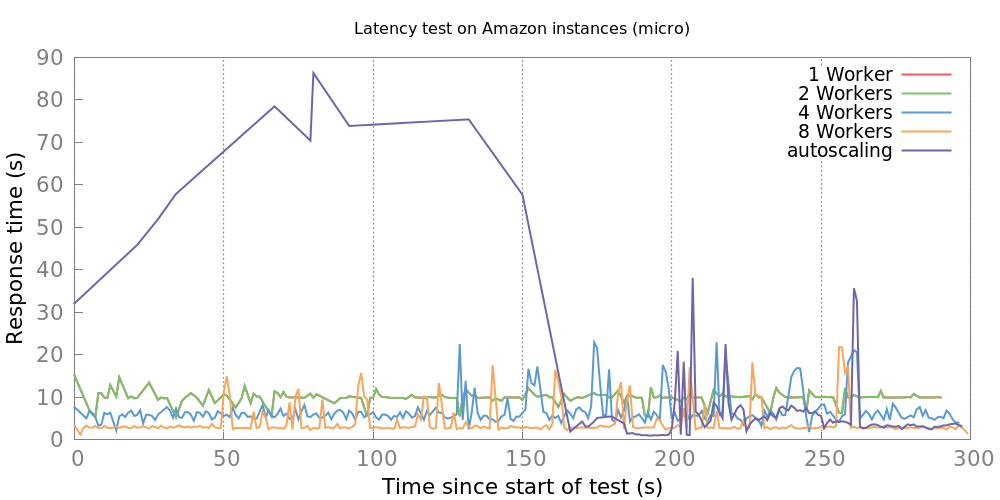 Latency test on Amazon instances (micro)
90
80
70
60
50
40
30
20
10
0
Response time (s)
1 Worker
2 Workers
4 Workers
8 Workers
autoscaling
0 50 100 150 200 250 300
Time since start of test (s)